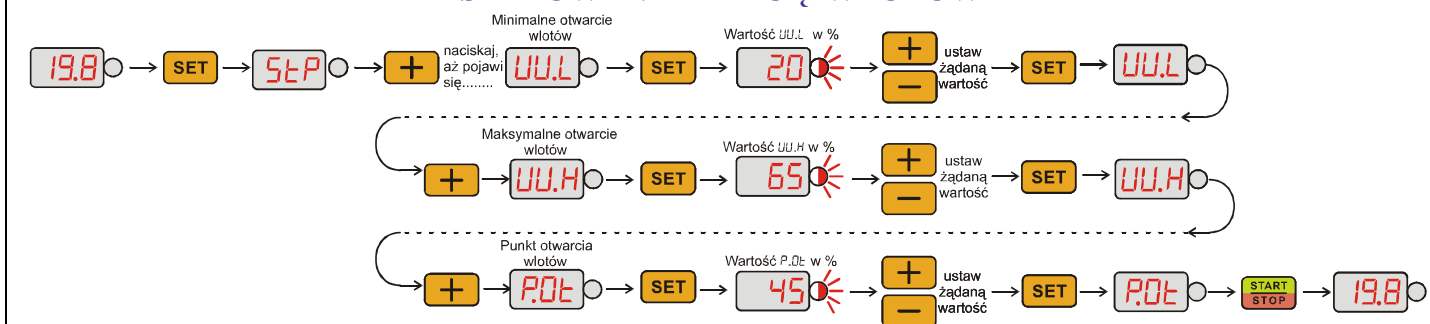 Minimalne otwarcie
wlotów
Wartość UU.L w %
19.8 SET StP + naciskaj,
aż pojawi
się........ UU.L SET 20 + − ustaw
żądaną
wartość SET UU.L
Maksymalne otwarcie
wlotów
Wartość UU.H w %
+ UU.H SET 65 + − ustaw
żądaną
wartość SET UU.H
Punkt otwarcia
wlotów
Wartość P.Ot w %
+ P.Ot SET 45 + − ustaw
żądaną
wartość SET P.Ot START
STOP 19.8